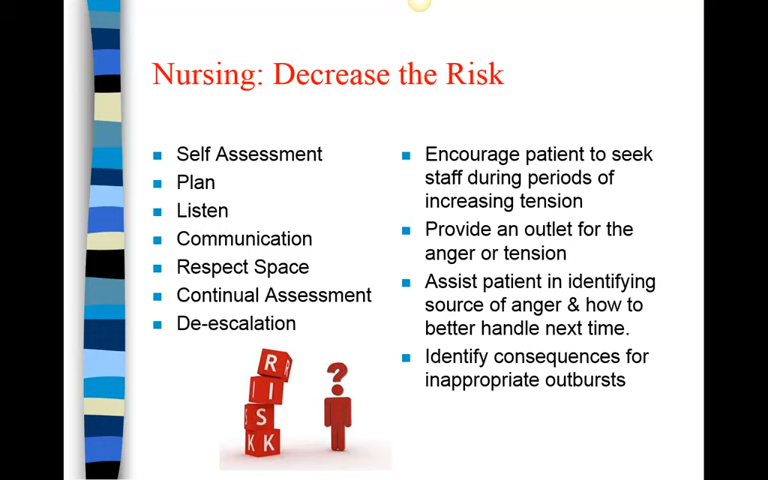 Nursing: Decrease the Risk
Self Assessment
Plan
Listen
Communication
Respect Space
Continual Assessment
De-escalation
Encourage patient to seek
staff during periods of
increasing tension
Provide an outlet for the
anger or tension
Assist patient in identifying
source of anger & how to
better handle next time.
Identify consequences for
inappropriate outbursts
R R
I I
S S
K K
?